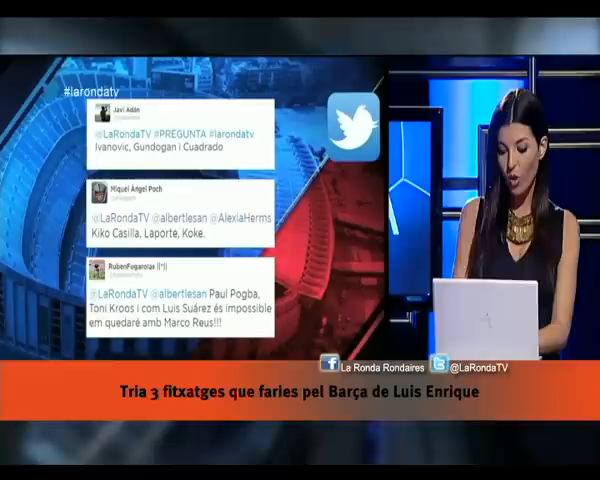 #larondatv
Javi Adán
@LaRondaTV #PREGUNTA #larondatv
Ivanovic, Gundogan i Cuadrado
Miquel Àngel Poch
@LaRondaTV @albertlesan @AlexiaHerms
Kiko Casilla, Laporte, Koke.
RubenFugarolas ||*||
@LaRondaTV @albertlesan Paul Pogba,
Toni Kroos i com Luis Suárez és impossible
em quedaré amb Marco Reus!!!
La Ronda Rondaires @LaRondaTV
Tria 3 fitxatges que faries pel Barça de Luis Enrique